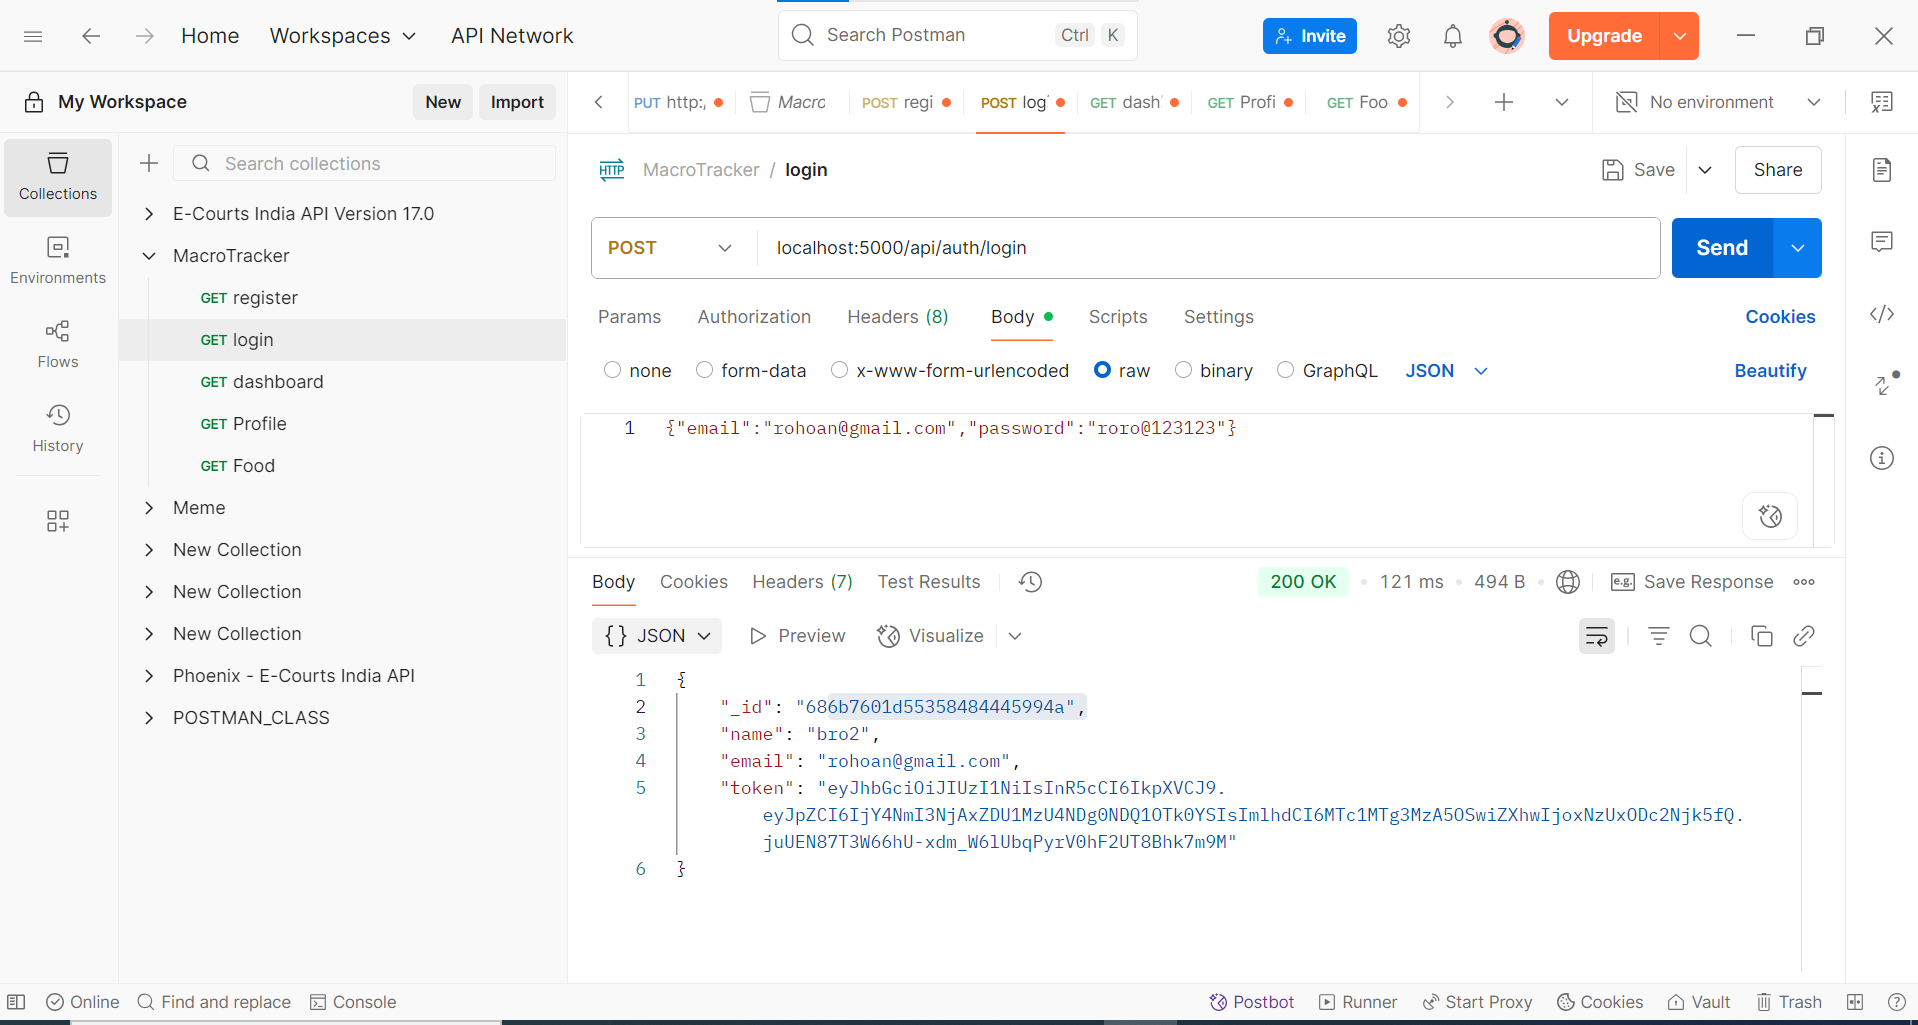 Home Workspaces API Network Search Postman Ctrl K Invite Upgrade
My Workspace New Import PUT http:/ Macro POST regi POST log GET dash GET Profi GET Foo No environment
Collections
Environments
Flows
History
Search collections
E-Courts India API Version 17.0
MacroTracker
GET register
GET login
GET dashboard
GET Profile
GET Food
Meme
New Collection
New Collection
New Collection
Phoenix - E-Courts India API
POSTMAN_CLASS
HTTP MacroTracker / login Save Share
POST localhost:5000/api/auth/login Send
Params Authorization Headers (8) Body Scripts Settings Cookies
none form-data x-www-form-urlencoded raw binary GraphQL JSON Beautify
1 {"email":"rohoan@gmail.com","password":"roro@123123"}
Body Cookies Headers (7) Test Results 200 OK 121 ms 494 B e.g. Save Response
{} JSON Preview Visualize
1 {
2 "_id": "686b7601d55358484445994a",
3 "name": "bro2",
4 "email": "rohoan@gmail.com",
5 "token": "eyJhbGciOiJIUzI1NiIsInR5cCI6IkpXVCJ9.
eyJpZCI6IjY4NmI3NjAxZDU1MzU4NDg0NDQ1OTk0YSIsImlhdCI6MTc1MTg3MzA5OSwiZXhwIjoxNzUxODc2Njk5fQ.
juUEN87T3W66hU-xdm_W6lUbqPyrV0hF2UT8Bhk7m9M"
6 }
Online Find and replace Console Postbot Runner Start Proxy Cookies Vault Trash